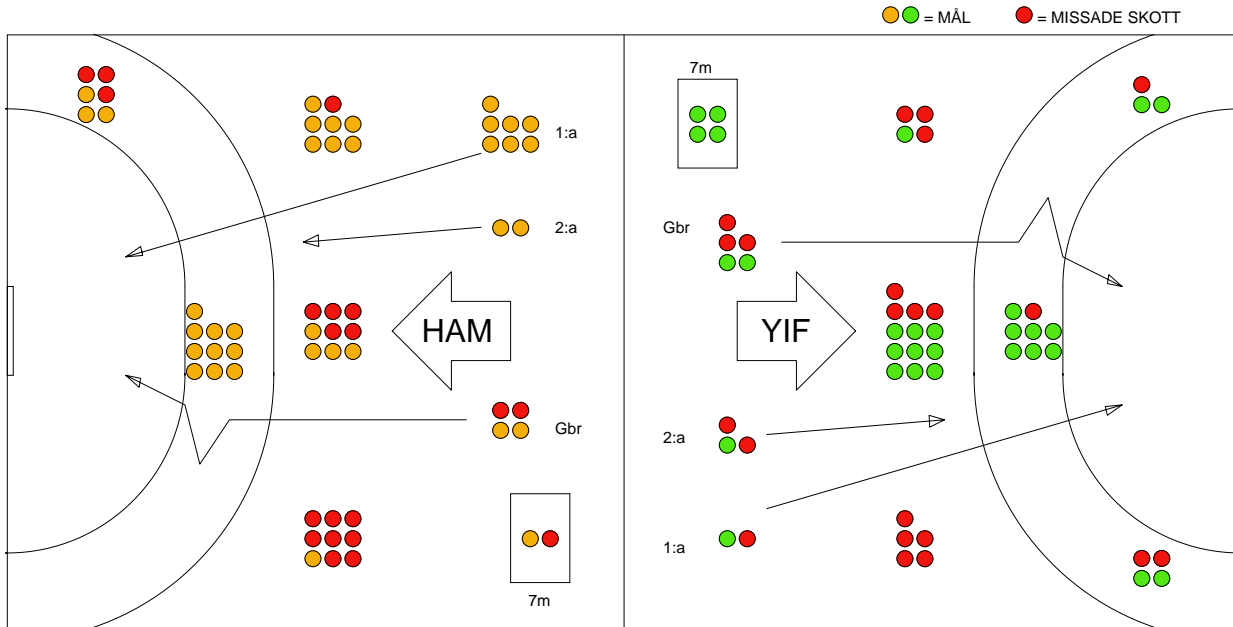 = MÅL
= MISSADE SKOTT
7m
1:a
2:a
Gbr
HAM
YIF
Gbr
2:a
1:a
7m